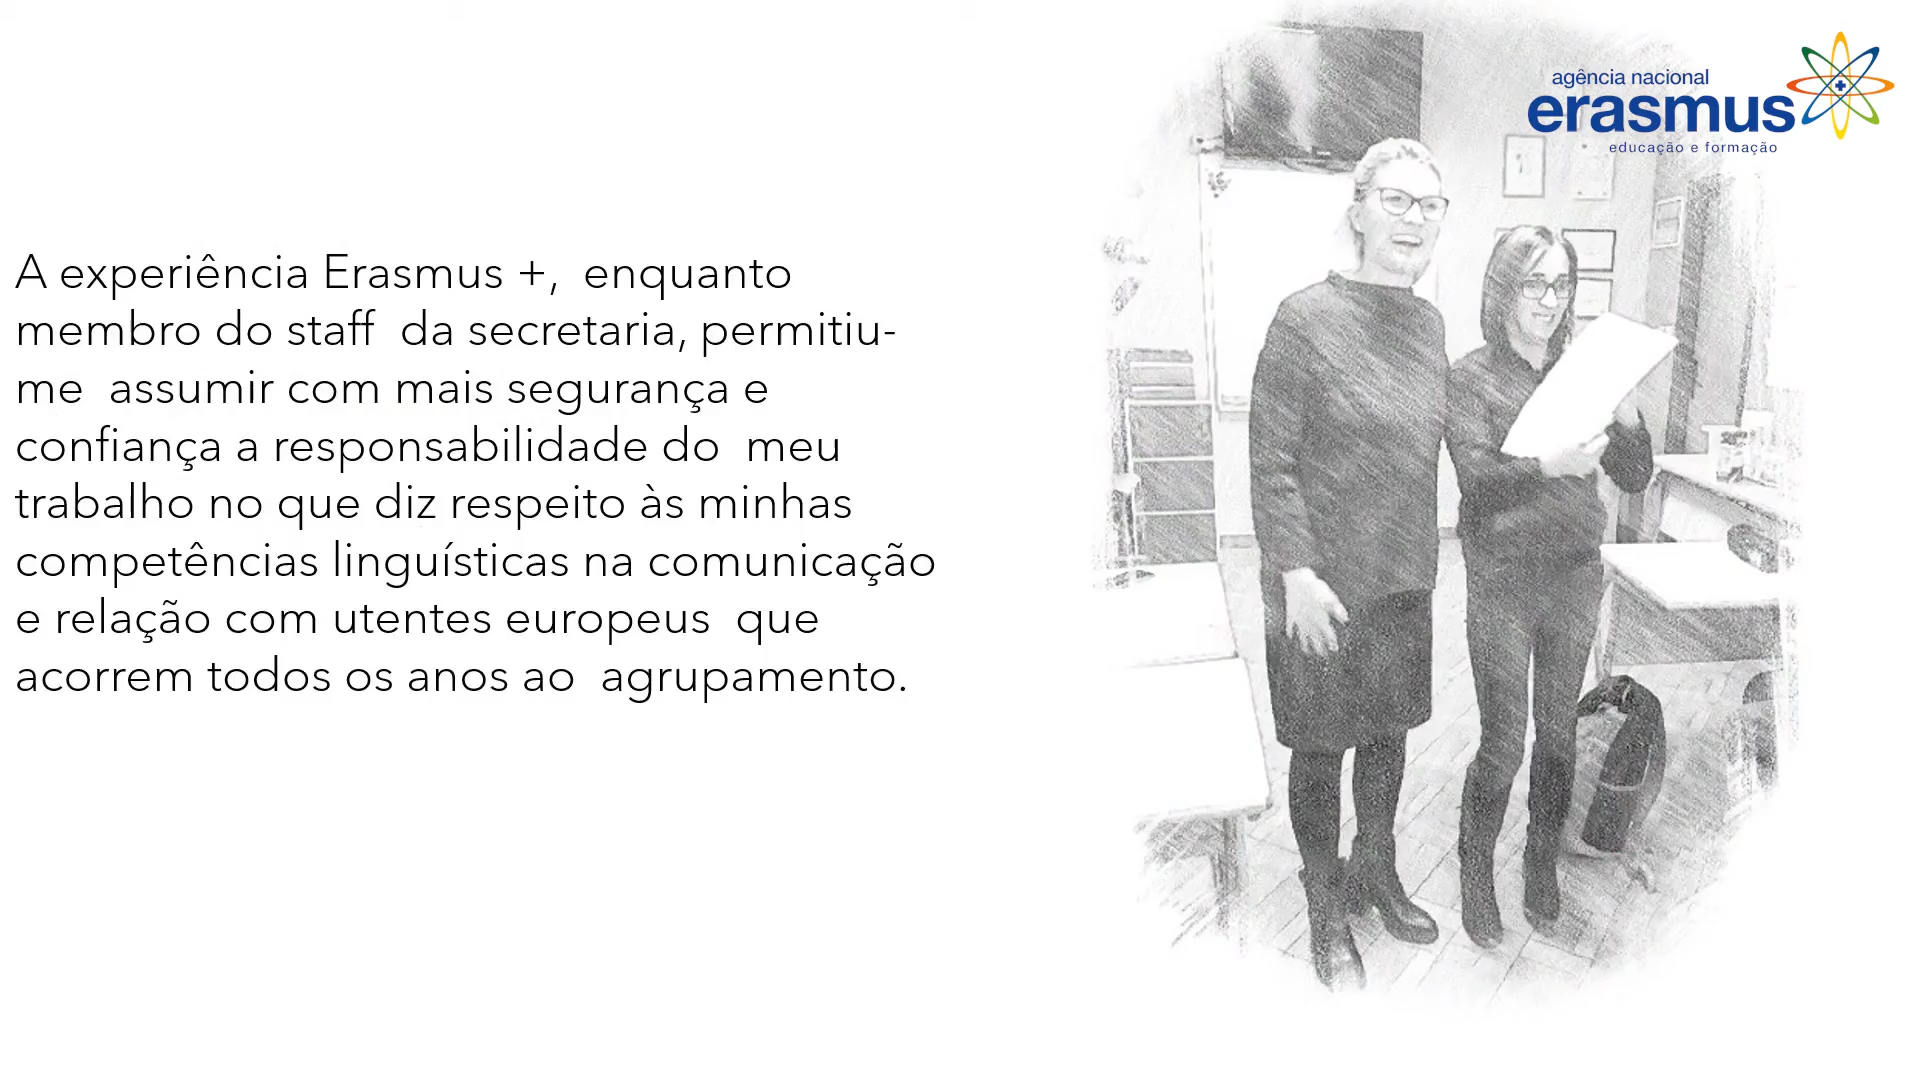 agência nacional
erasmus
educação e formação
A experiência Erasmus +,  enquanto
membro do staff  da secretaria, permitiu-
me  assumir com mais segurança e
confiança a responsabilidade do  meu
trabalho no que diz respeito às minhas
competências linguísticas na comunicação
e relação com utentes europeus  que
acorrem todos os anos ao  agrupamento.